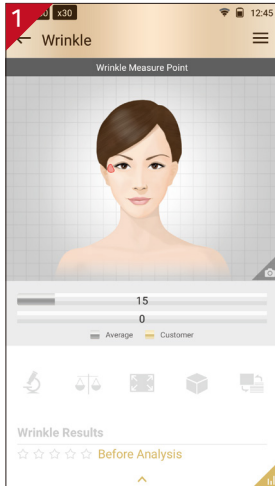 1
x30
12:45
Wrinkle
Wrinkle Measure Point
15
0
Average Customer
Wrinkle Results
Before Analysis